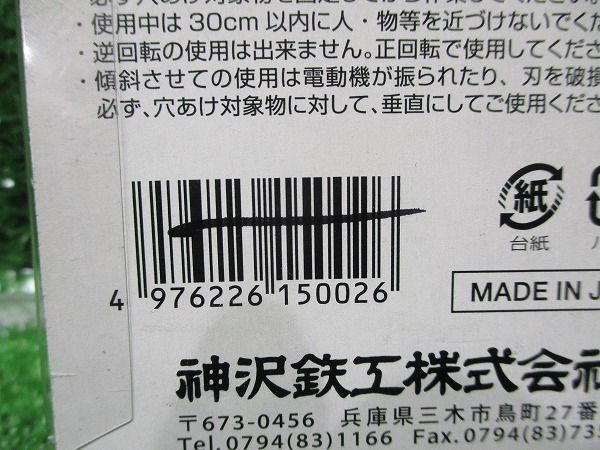 ・使用中は30cm以内に人・物等を近づけないでくだ
・逆回転の使用は出来ません。正回転で使用してくださ
・傾斜させての使用は電動機が振られたり、刃を破損
必ず、穴あけ対象物に対して、垂直にしてご使用くださ
紙
台紙
4 976226 150026
MADE IN J
神沢鉄工株式会社
〒673-0456 兵庫県三木市鳥町27番
Tel.0794(83)1166 Fax.0794(83)735